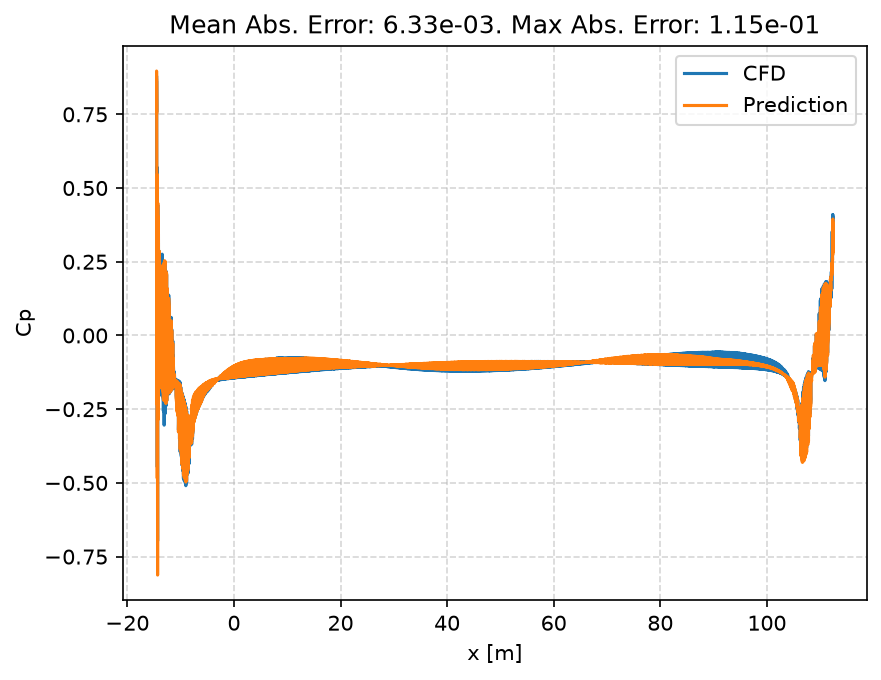 Mean Abs. Error: 6.33e-03. Max Abs. Error: 1.15e-01
CFD
Prediction
0.75
0.50
0.25
0.00
−0.25
−0.50
−0.75
Cp
−20 0 20 40 60 80 100
x [m]